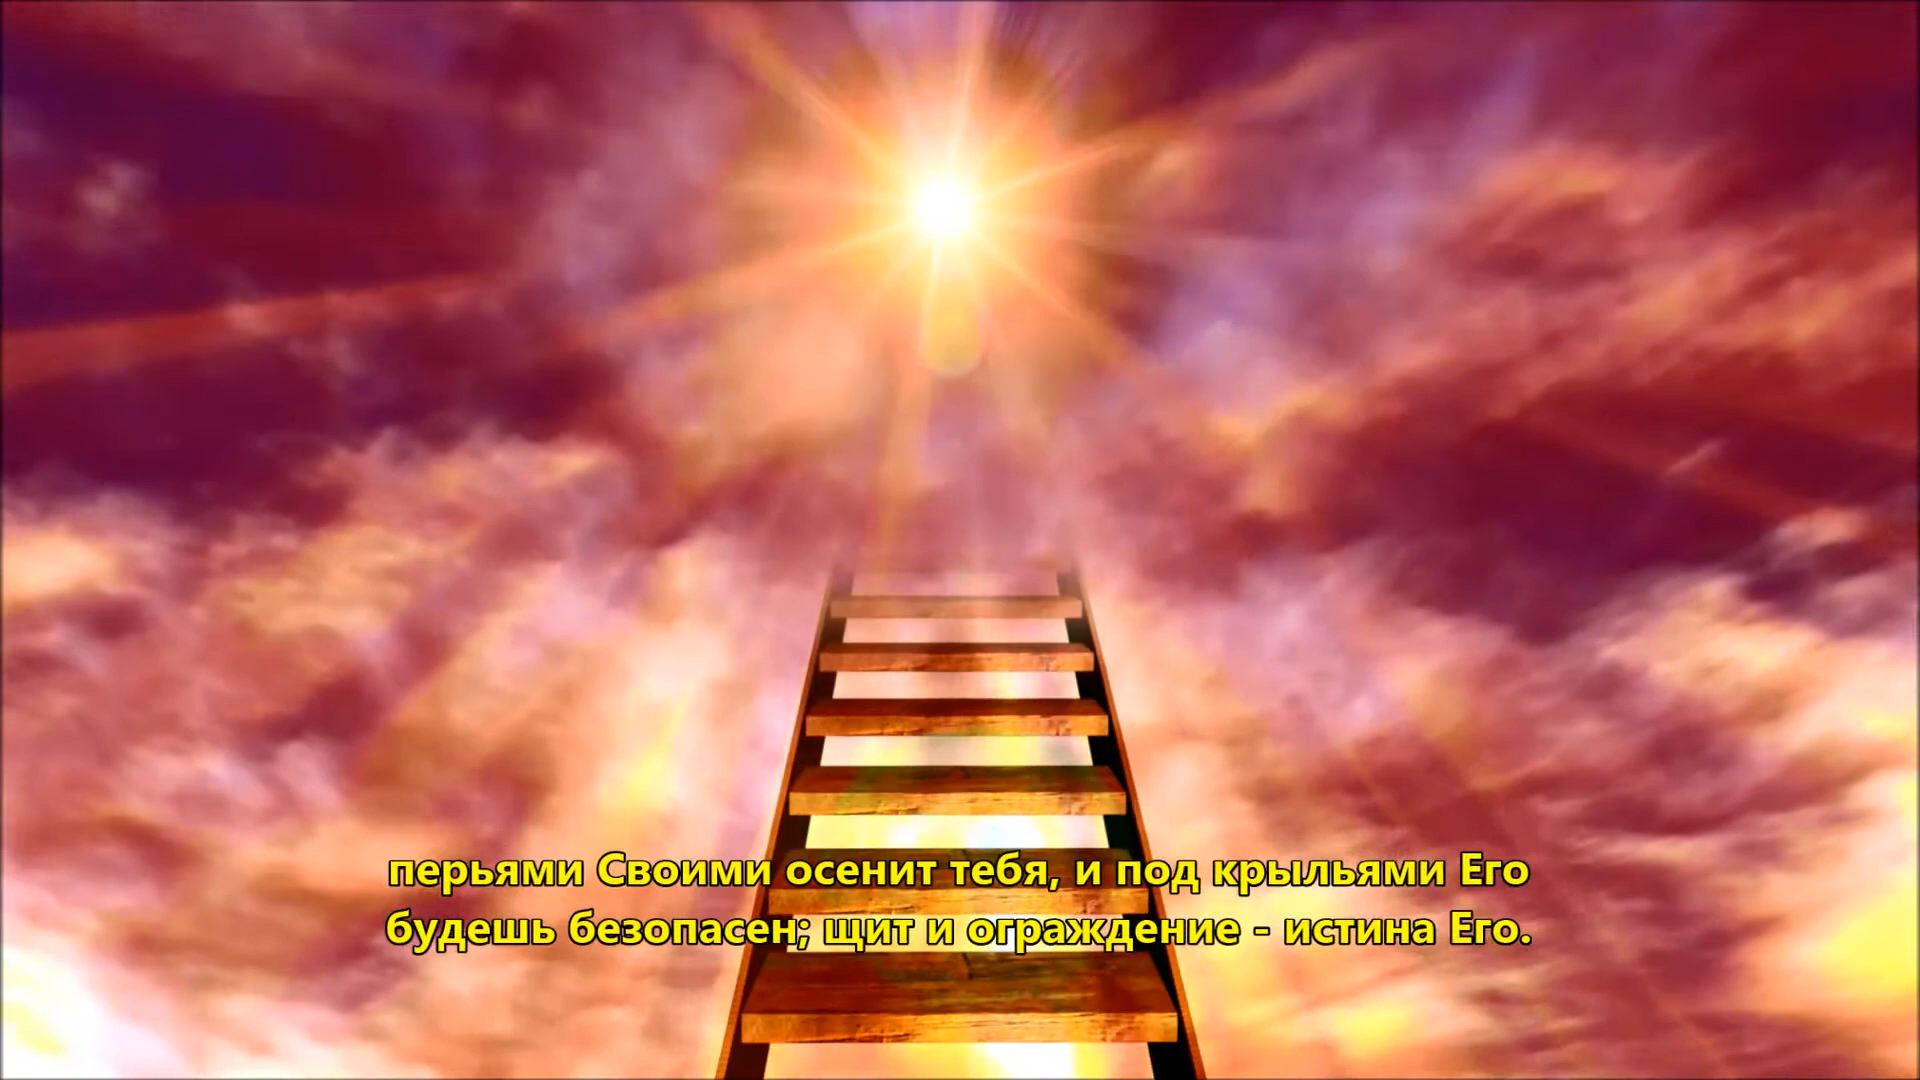 перьями Своими осенит тебя, и под крыльями Его
будешь безопасен; щит и ограждение - истина Его.